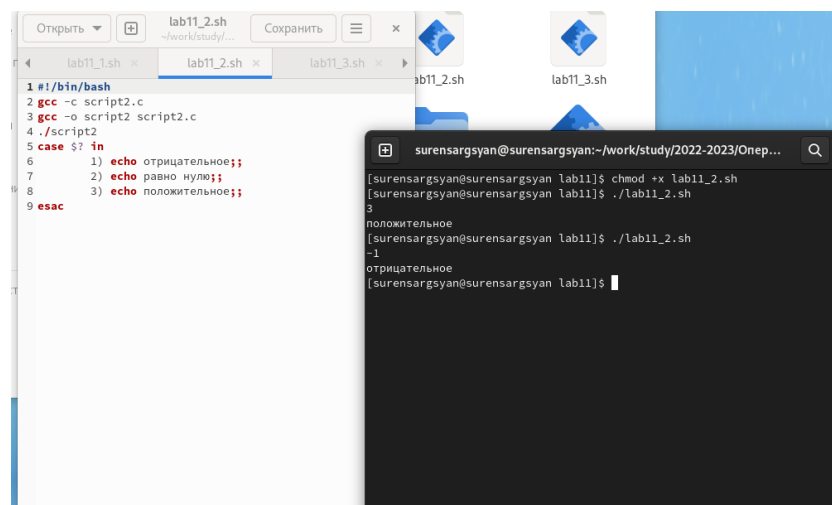 Открыть
lab11_2.sh
~/work/study/...
Сохранить
lab11_1.sh ×
lab11_2.sh ×
lab11_3.sh ×
1 #!/bin/bash
2 gcc -c script2.c
3 gcc -o script2 script2.c
4 ./script2
5 case $? in
6 1) echo отрицательное;;
7 2) echo равно нулю;;
8 3) echo положительное;;
9 esac
lab11_3.sh
surensargsyan@surensargsyan:~/work/study/2022-2023/Опер...
[surensargsyan@surensargsyan lab11]$ chmod +x lab11_2.sh
[surensargsyan@surensargsyan lab11]$ ./lab11_2.sh
3
положительное
[surensargsyan@surensargsyan lab11]$ ./lab11_2.sh
-1
отрицательное
[surensargsyan@surensargsyan lab11]$